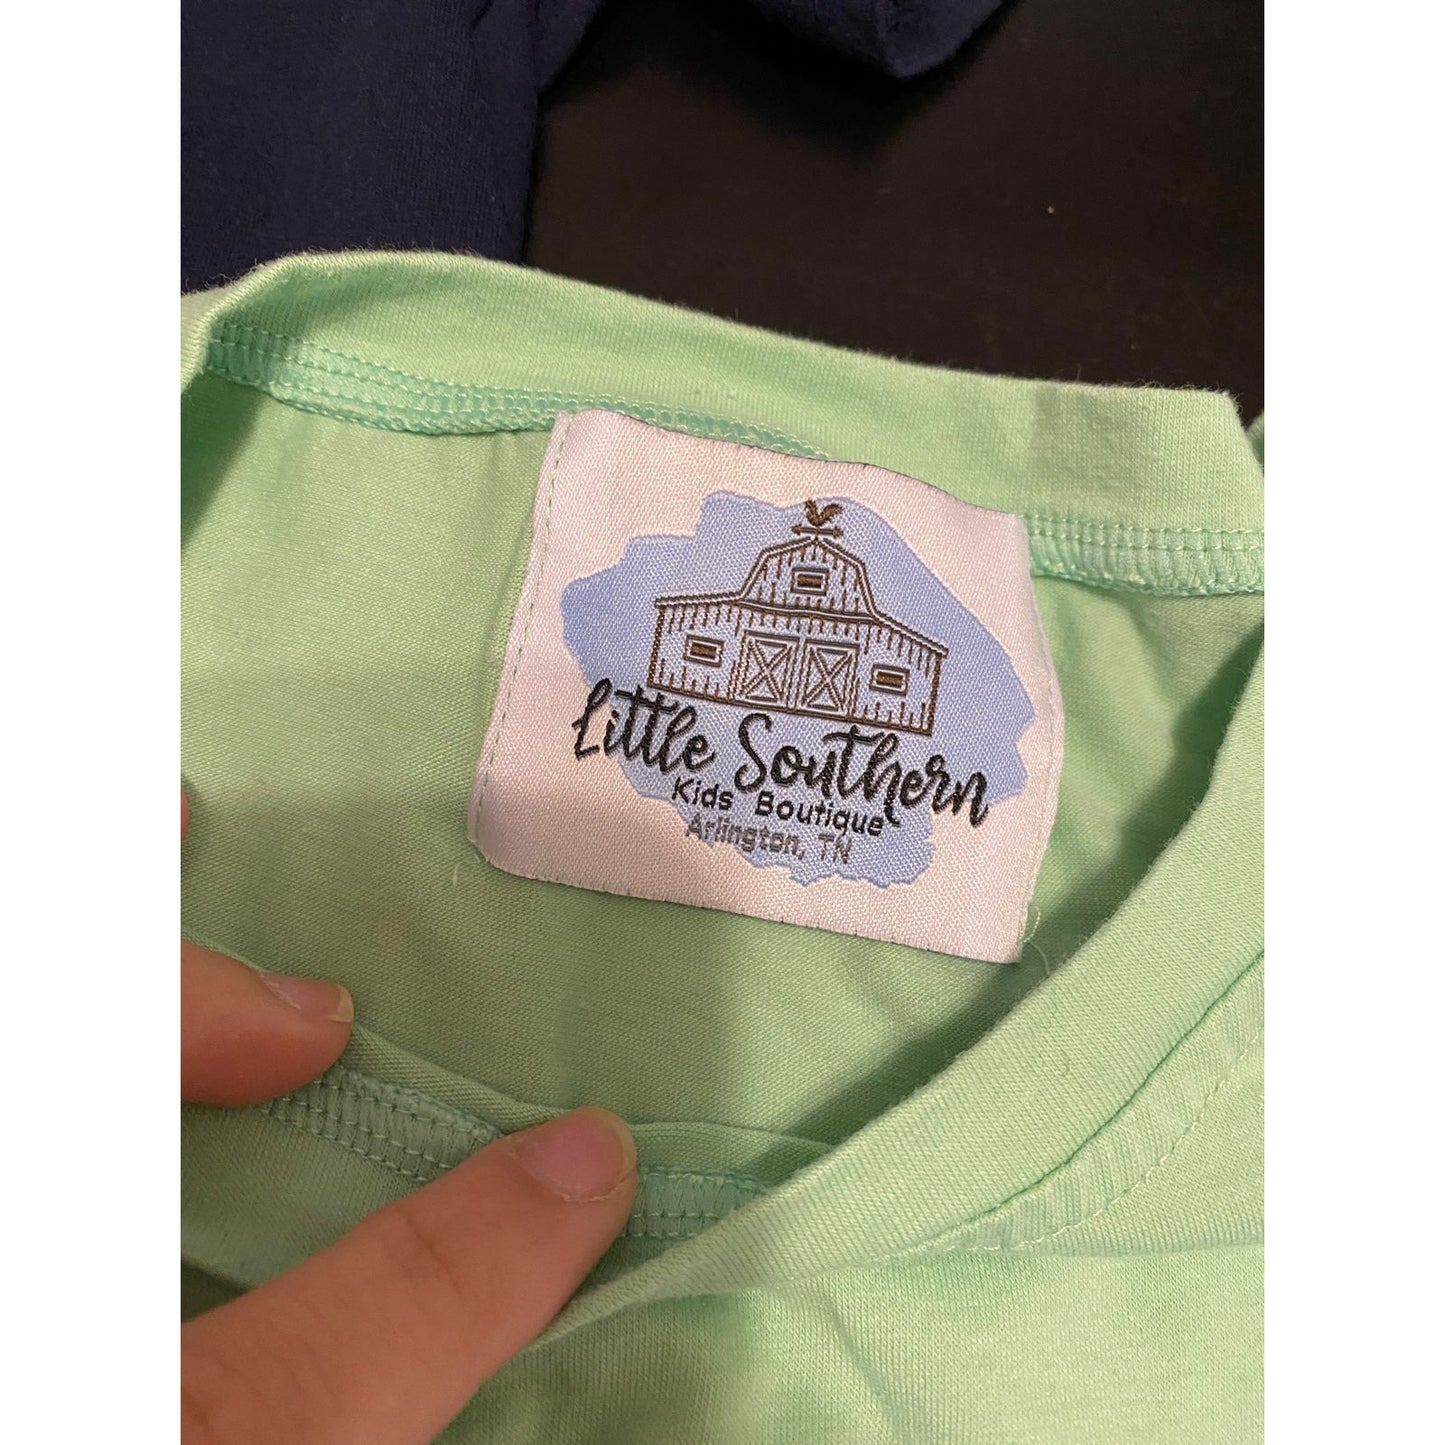 Little Southern
Kids Boutique
Arlington, TN